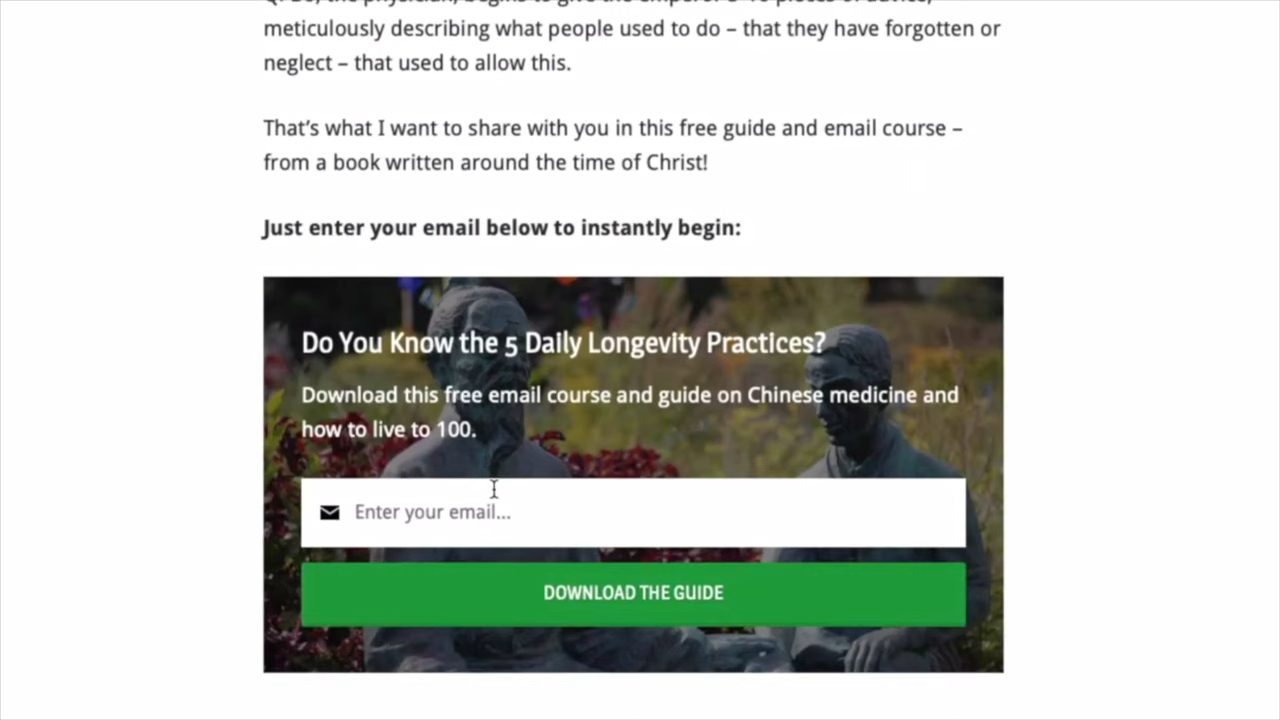 meticulously describing what people used to do – that they have forgotten or
neglect – that used to allow this.
That’s what I want to share with you in this free guide and email course –
from a book written around the time of Christ!
Just enter your email below to instantly begin:
Do You Know the 5 Daily Longevity Practices?
Download this free email course and guide on Chinese medicine and
how to live to 100.
Enter your email...
DOWNLOAD THE GUIDE